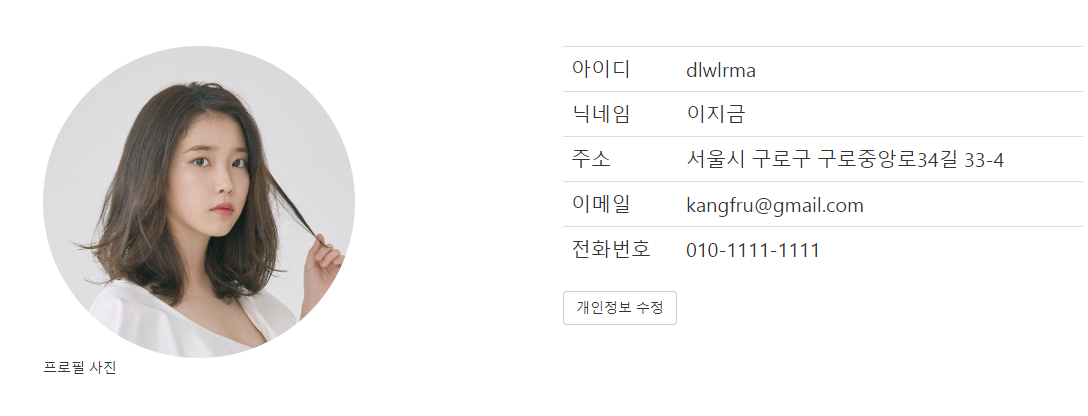 아이디 dlwlrma
닉네임 이지금
주소 서울시 구로구 구로중앙로34길 33-4
이메일 kangfru@gmail.com
전화번호 010-1111-1111
개인정보 수정
프로필 사진